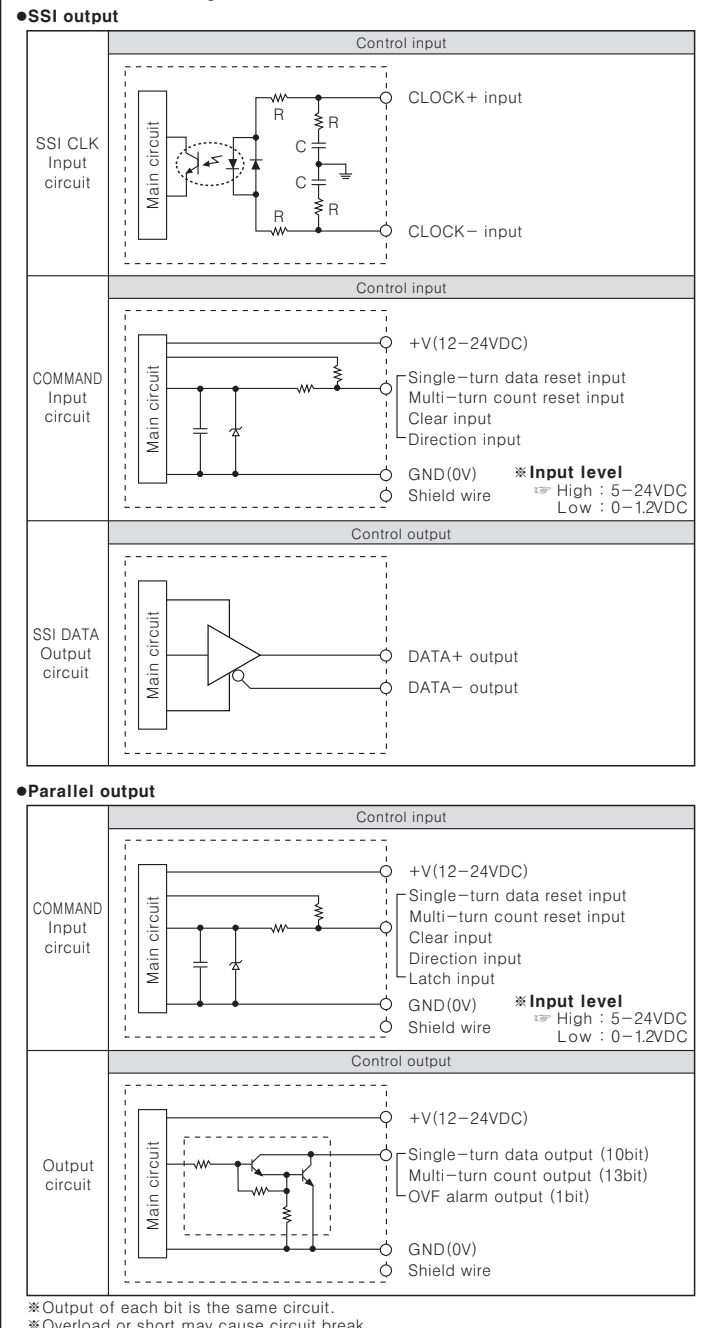 ●SSI output
Control input
SSI CLK
Input
circuit
Main circuit
R
R
C
C
R
R
CLOCK+ input
CLOCK− input
Control input
COMMAND
Input
circuit
Main circuit
+V(12−24VDC)
Single−turn data reset input
Multi−turn count reset input
Clear input
Direction input
GND(0V)
Shield wire
※Input level
☞ High : 5−24VDC
Low : 0−1.2VDC
Control output
SSI DATA
Output
circuit
Main circuit
DATA+ output
DATA− output
●Parallel output
Control input
COMMAND
Input
circuit
Main circuit
+V(12−24VDC)
Single−turn data reset input
Multi−turn count reset input
Clear input
Direction input
Latch input
GND(0V)
Shield wire
※Input level
☞ High : 5−24VDC
Low : 0−1.2VDC
Control output
Output
circuit
Main circuit
+V(12−24VDC)
Single−turn data output (10bit)
Multi−turn count output (13bit)
OVF alarm output (1bit)
GND(0V)
Shield wire
※Output of each bit is the same circuit.
※Overload or short may cause circuit break.